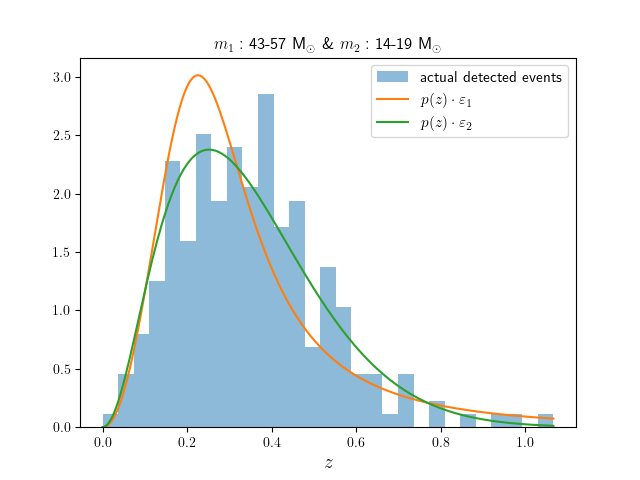 m₁ : 43-57 M⊙ & m₂ : 14-19 M⊙
actual detected events
p(z) · ε₁
p(z) · ε₂
3.0
2.5
2.0
1.5
1.0
0.5
0.0
0.0 0.2 0.4 0.6 0.8 1.0
z